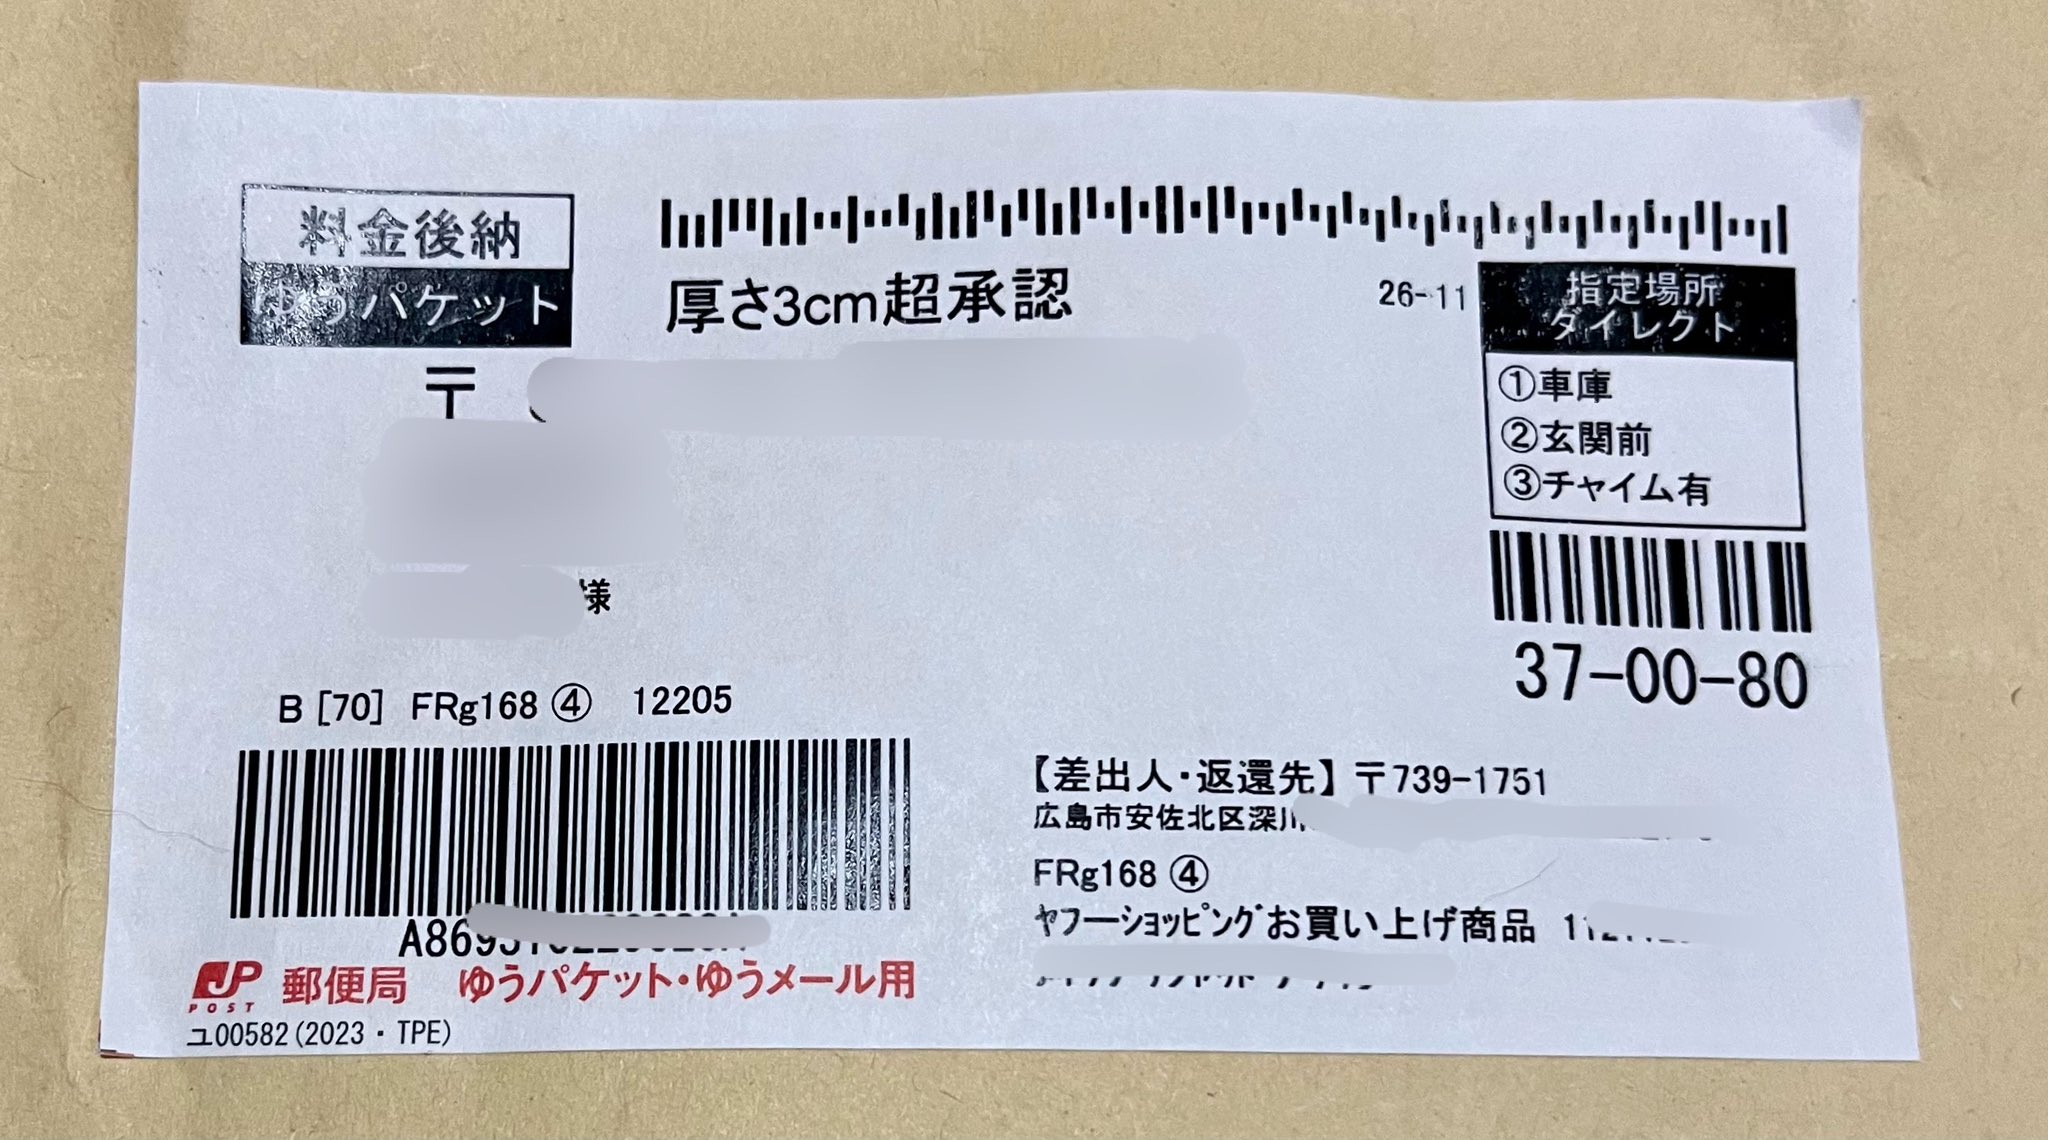 料金後納
ゆうパケット
厚さ3cm超承認
26-11
指定場所
ダイレクト
①車庫
②玄関前
③チャイム有
〒
様
37-00-80
B [70] FRg168 ④ 12205
A869
【差出人・返還先】〒739-1751
広島市安佐北区深川
FRg168 ④
ﾔﾌｰｼｮｯﾋﾟﾝｸﾞお買い上げ商品
JP
POST
郵便局 ゆうパケット・ゆうメール用
ユ00582(2023・TPE)